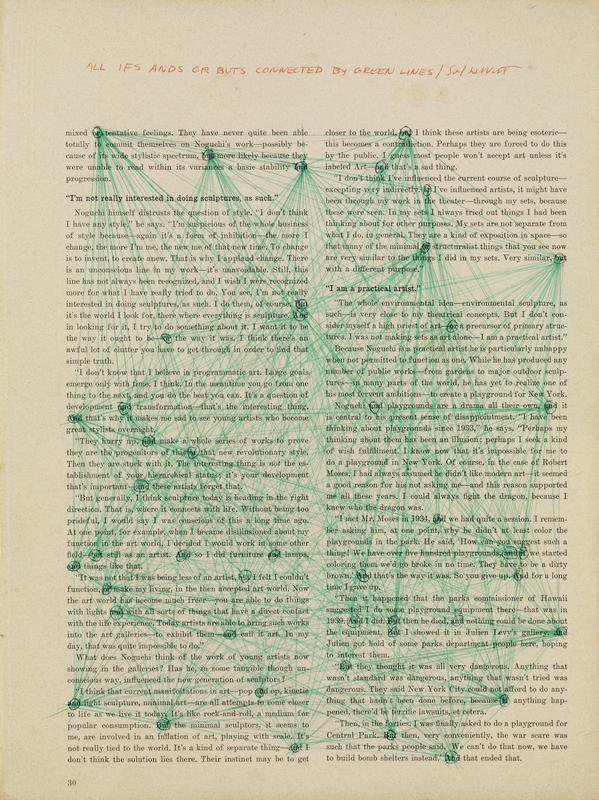 ALL IFS ANDS OR BUTS CONNECTED BY GREEN LINES / Sol LeWitt
mixed tentative feelings. They have never quite been able
totally to commit themselves on Noguchi's work—possibly be-
cause of its wide stylistic spectrum, but more likely because they
were unable to read within its variances a basis stability and
progression.
"I'm not really interested in doing sculptures, as such."
Noguchi himself distrusts the question of style. "I don't think
I have any style," he says. "I'm suspicious of the whole business
of style because—again it's a form of inhibition—the more I
change, the more I'm me, the new me of that new time. To change
is to invent, to create anew. That is why I applaud change. There
is an unconscious line in my work—it's unavoidable. Still, this
line has not always been recognized, and I wish I were recognized
more for what I have really tried to do. You see, I'm not really
interested in doing sculptures, as such. I do them, of course. But
it's the world I look for, there where everything is sculpture. And
in looking for it, I try to do something about it. I want it to be
the way it ought to be—not the way it was. I think there's an
awful lot of clutter you have to get through in order to find that
simple truth.
"I don't know that I believe in programmatic art. Large goals
emerge only with time, I think. In the meantime you go from one
thing to the next and you do the best you can. It's a question of
development and transformation—that's the interesting thing.
And that's why it makes me sad to see young artists who become
great stylists overnight.
"They hurry up and make a whole series of works to prove
they are the progenitors of this or that new revolutionary style.
Then they are stuck with it. The interesting thing is not the es-
tablishment of your hierarchical status; it's your development
that's important—and these artists forget that.
"But generally, I think sculpture today is heading in the right
direction. That is, where it connects with life. Without being too
prideful, I would say I was conscious of this a long time ago.
At one point, for example, when I became disillusioned about my
function in the art world, I decided I would work in some other
field—but still as an artist. And so I did furniture and lamps,
and things like that.
"It was not that I was being less of an artist, but I felt I couldn't
function, or make my living, in the then accepted art world. Now
the art world has become much freer—you are able to do things
with lights and with all sorts of things that have a direct contact
with the life experience. Today artists are able to bring such works
into the art galleries—to exhibit them—and call it art. In my
day, that was quite impossible to do."
What does Noguchi think of the work of young artists now
showing in the galleries? Has he, in some tangible though un-
conscious way, influenced the new generation of sculptors?
"I think that current manifestations in art—pop and op, kinetic
and light sculpture, minimal art—are all attempts to come closer
to life as we live it today. It's like rock-and-roll, a medium for
popular consumption. But the minimal sculptors, it seems to
me, are involved in an inflation of art, playing with scale. It's
not really tied to the world. It's a kind of separate thing—but I
don't think the solution lies there. Their instinct may be to get
30
closer to the world, but I think these artists are being esoteric—
this becomes a contradiction. Perhaps they are forced to do this
by the public. I guess most people won't accept art unless it's
labeled Art—and that's a sad thing.
"I don't think I've influenced the current course of sculpture—
excepting very indirectly. If I've influenced artists, it might have
been through my work in the theater—through my sets, because
these were seen. In my sets I always tried out things I had been
thinking about for other purposes. My sets are not separate from
what I do, in general. They are a kind of exposition in space—so
that many of the minimal or structuralist things that you see now
are very similar to the things I did in my sets. Very similar, but
with a different purpose."
"I am a practical artist."
"The whole environmental idea—environmental sculpture, as
such—is very close to my theatrical concepts. But I don't con-
sider myself a high priest of art or a precursor of primary struc-
tures. I was not making sets as art alone—I am a practical artist."
Because Noguchi is a practical artist he is particularly unhappy
when not permitted to function as one. While he has produced any
number of public works—from gardens to major outdoor sculp-
tures—in many parts of the world, he has yet to realize one of
his most fervent ambitions—to create a playground for New York.
Noguchi and playgrounds are a drama all their own, and it
is central to his present sense of disappointment. "I have been
thinking about playgrounds since 1933," he says. "Perhaps my
thinking about them has been an illusion; perhaps I seek a kind
of wish fulfillment. I know now that it's impossible for me to
do a playground in New York. Of course, in the case of Robert
Moses, I had always assumed he didn't like modern art—it seemed
a good reason for his not asking me—and this reason supported
me all these years. I could always fight the dragon, because I
knew who the dragon was.
"I met Mr. Moses in 1934, and we had quite a session. I remem-
ber asking him, at one point, why he didn't at least color the
playgrounds in the park. He said, 'How can you suggest such a
thing! We have over five hundred playgrounds, and if we started
coloring them we'd go broke in no time. They have to be a dirty
brown.' And that's the way it was. So you give up. And for a long
time I gave up.
"Then it happened that the parks commissioner of Hawaii
suggested I do some playground equipment there—that was in
1939. And I did. But then he died, and nothing could be done about
the equipment. But I showed it in Julien Levy's gallery, and
Julien got hold of some parks department people here, hoping
to interest them.
"But they thought it was all very dangerous. Anything that
wasn't standard was dangerous, anything that wasn't tried was
dangerous. They said New York City could not afford to do any-
thing that hadn't been done before, because if anything hap-
pened, there'd be terrific lawsuits, et cetera.
"Then, in the forties, I was finally asked to do a playground for
Central Park. But then, very conveniently, the war scare was
such that the parks people said, 'We can't do that now, we have
to build bomb shelters instead.' And that ended that.